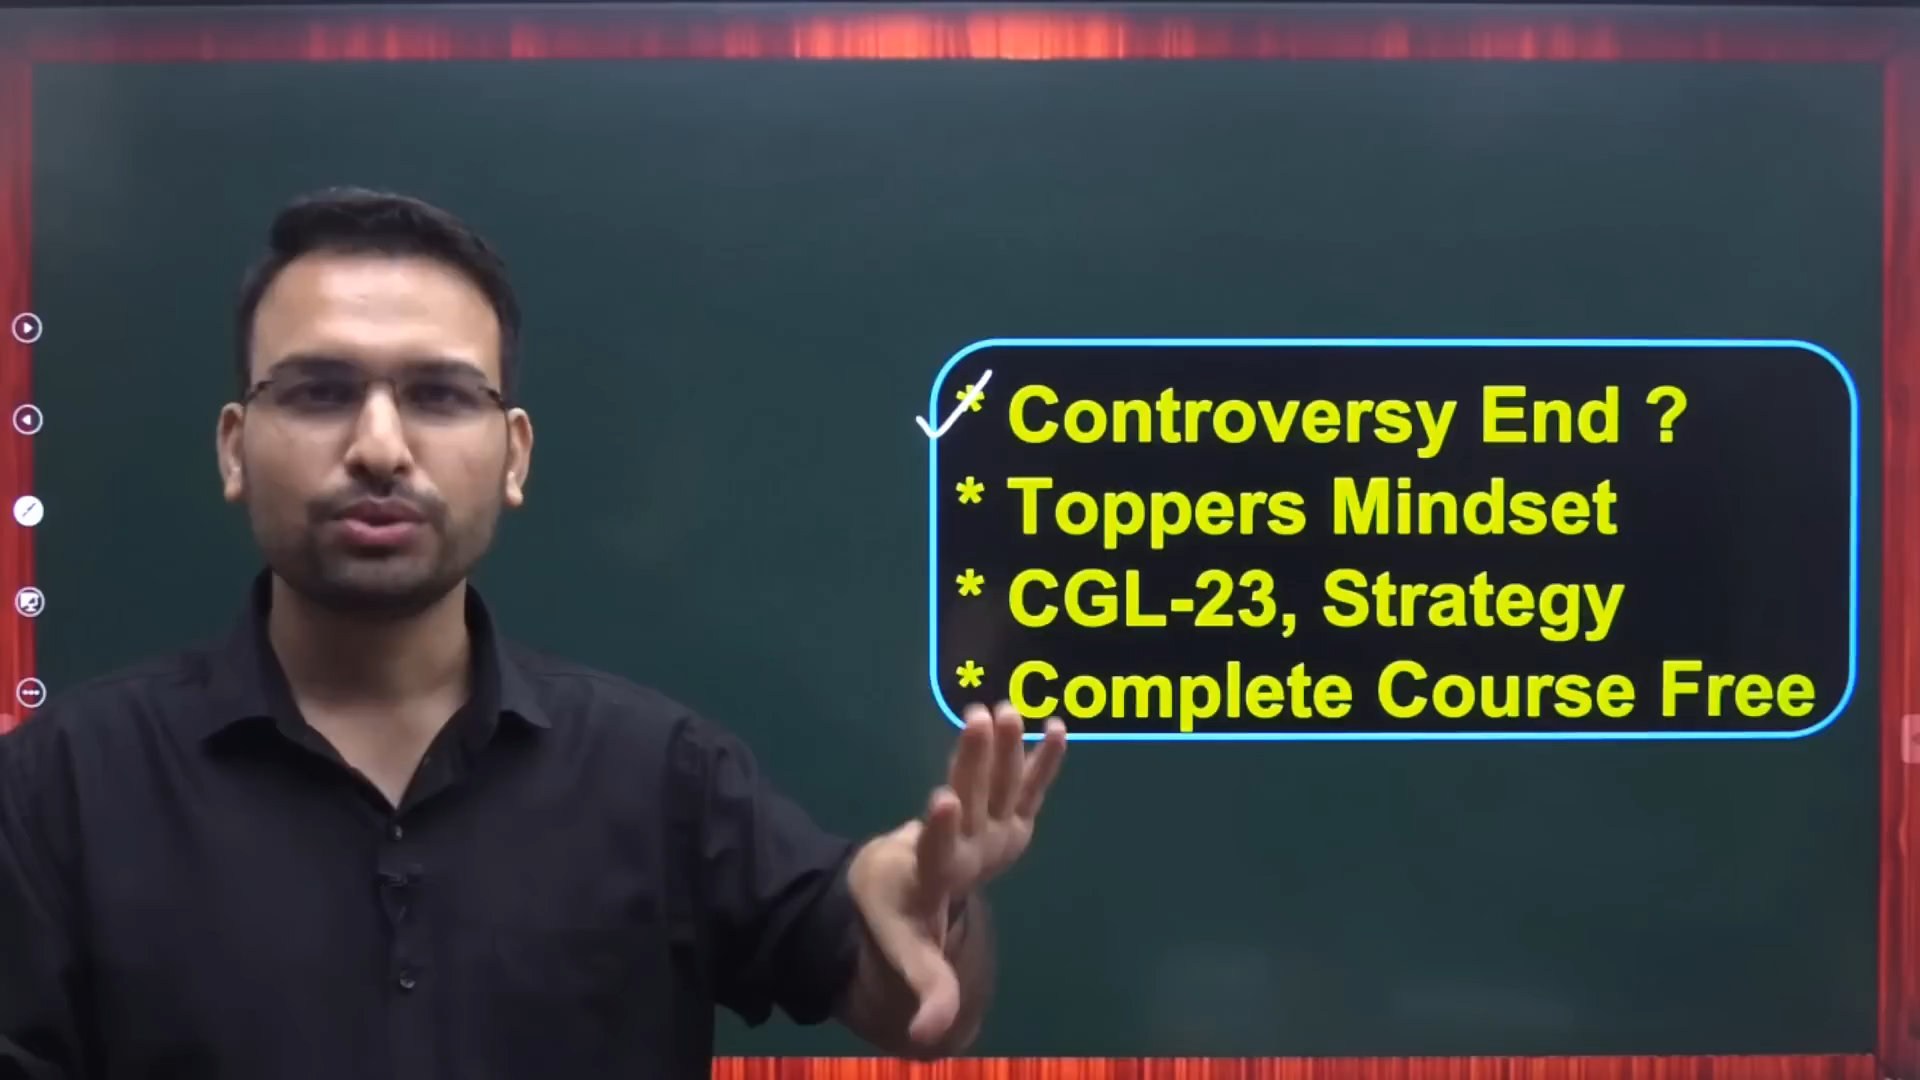 * Controversy End ?
* Toppers Mindset
* CGL-23, Strategy
* Complete Course Free